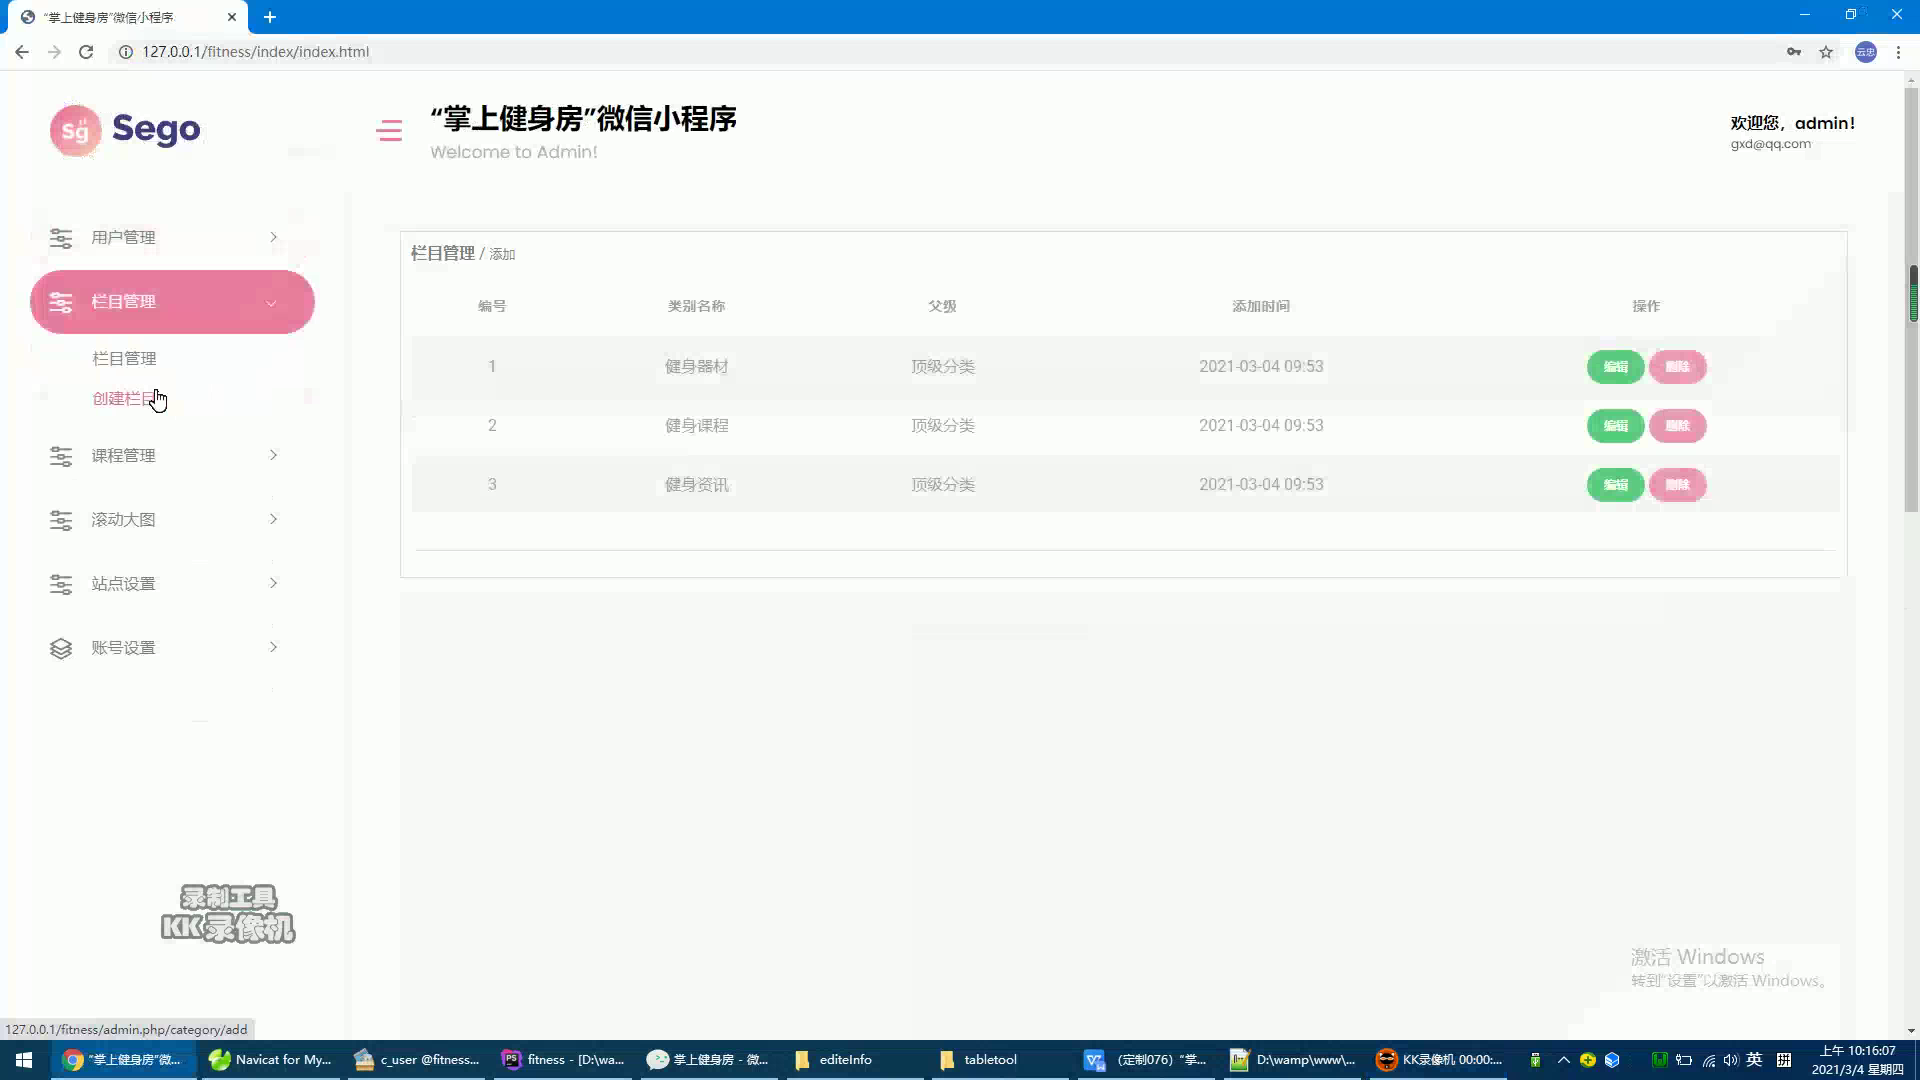 “掌上健身房”微信小程序
127.0.0.1/fitness/index/index.html
云忠
Sg
Sego
“掌上健身房”微信小程序
Welcome to Admin!
欢迎您，admin!
gxd@qq.com
用户管理
栏目管理
栏目管理
创建栏目
课程管理
滚动大图
站点设置
账号设置
栏目管理 / 添加
编号 类别名称 父级 添加时间 操作
1 健身器材 顶级分类 2021-03-04 09:53 编辑 删除
2 健身课程 顶级分类 2021-03-04 09:53 编辑 删除
3 健身资讯 顶级分类 2021-03-04 09:53 编辑 删除
录制工具
KK录像机
激活 Windows
转到“设置”以激活 Windows。
127.0.0.1/fitness/admin.php/category/add
“掌上健身房”微...
Navicat for My...
c_user @fitness...
PS
fitness - [D:\wa...
掌上健身房 - 微...
editeInfo
tabletool
(定制076)“掌...
D:\wamp\www\...
KK录像机 00:00:...
英
拼
上午 10:16:07
2021/3/4 星期四